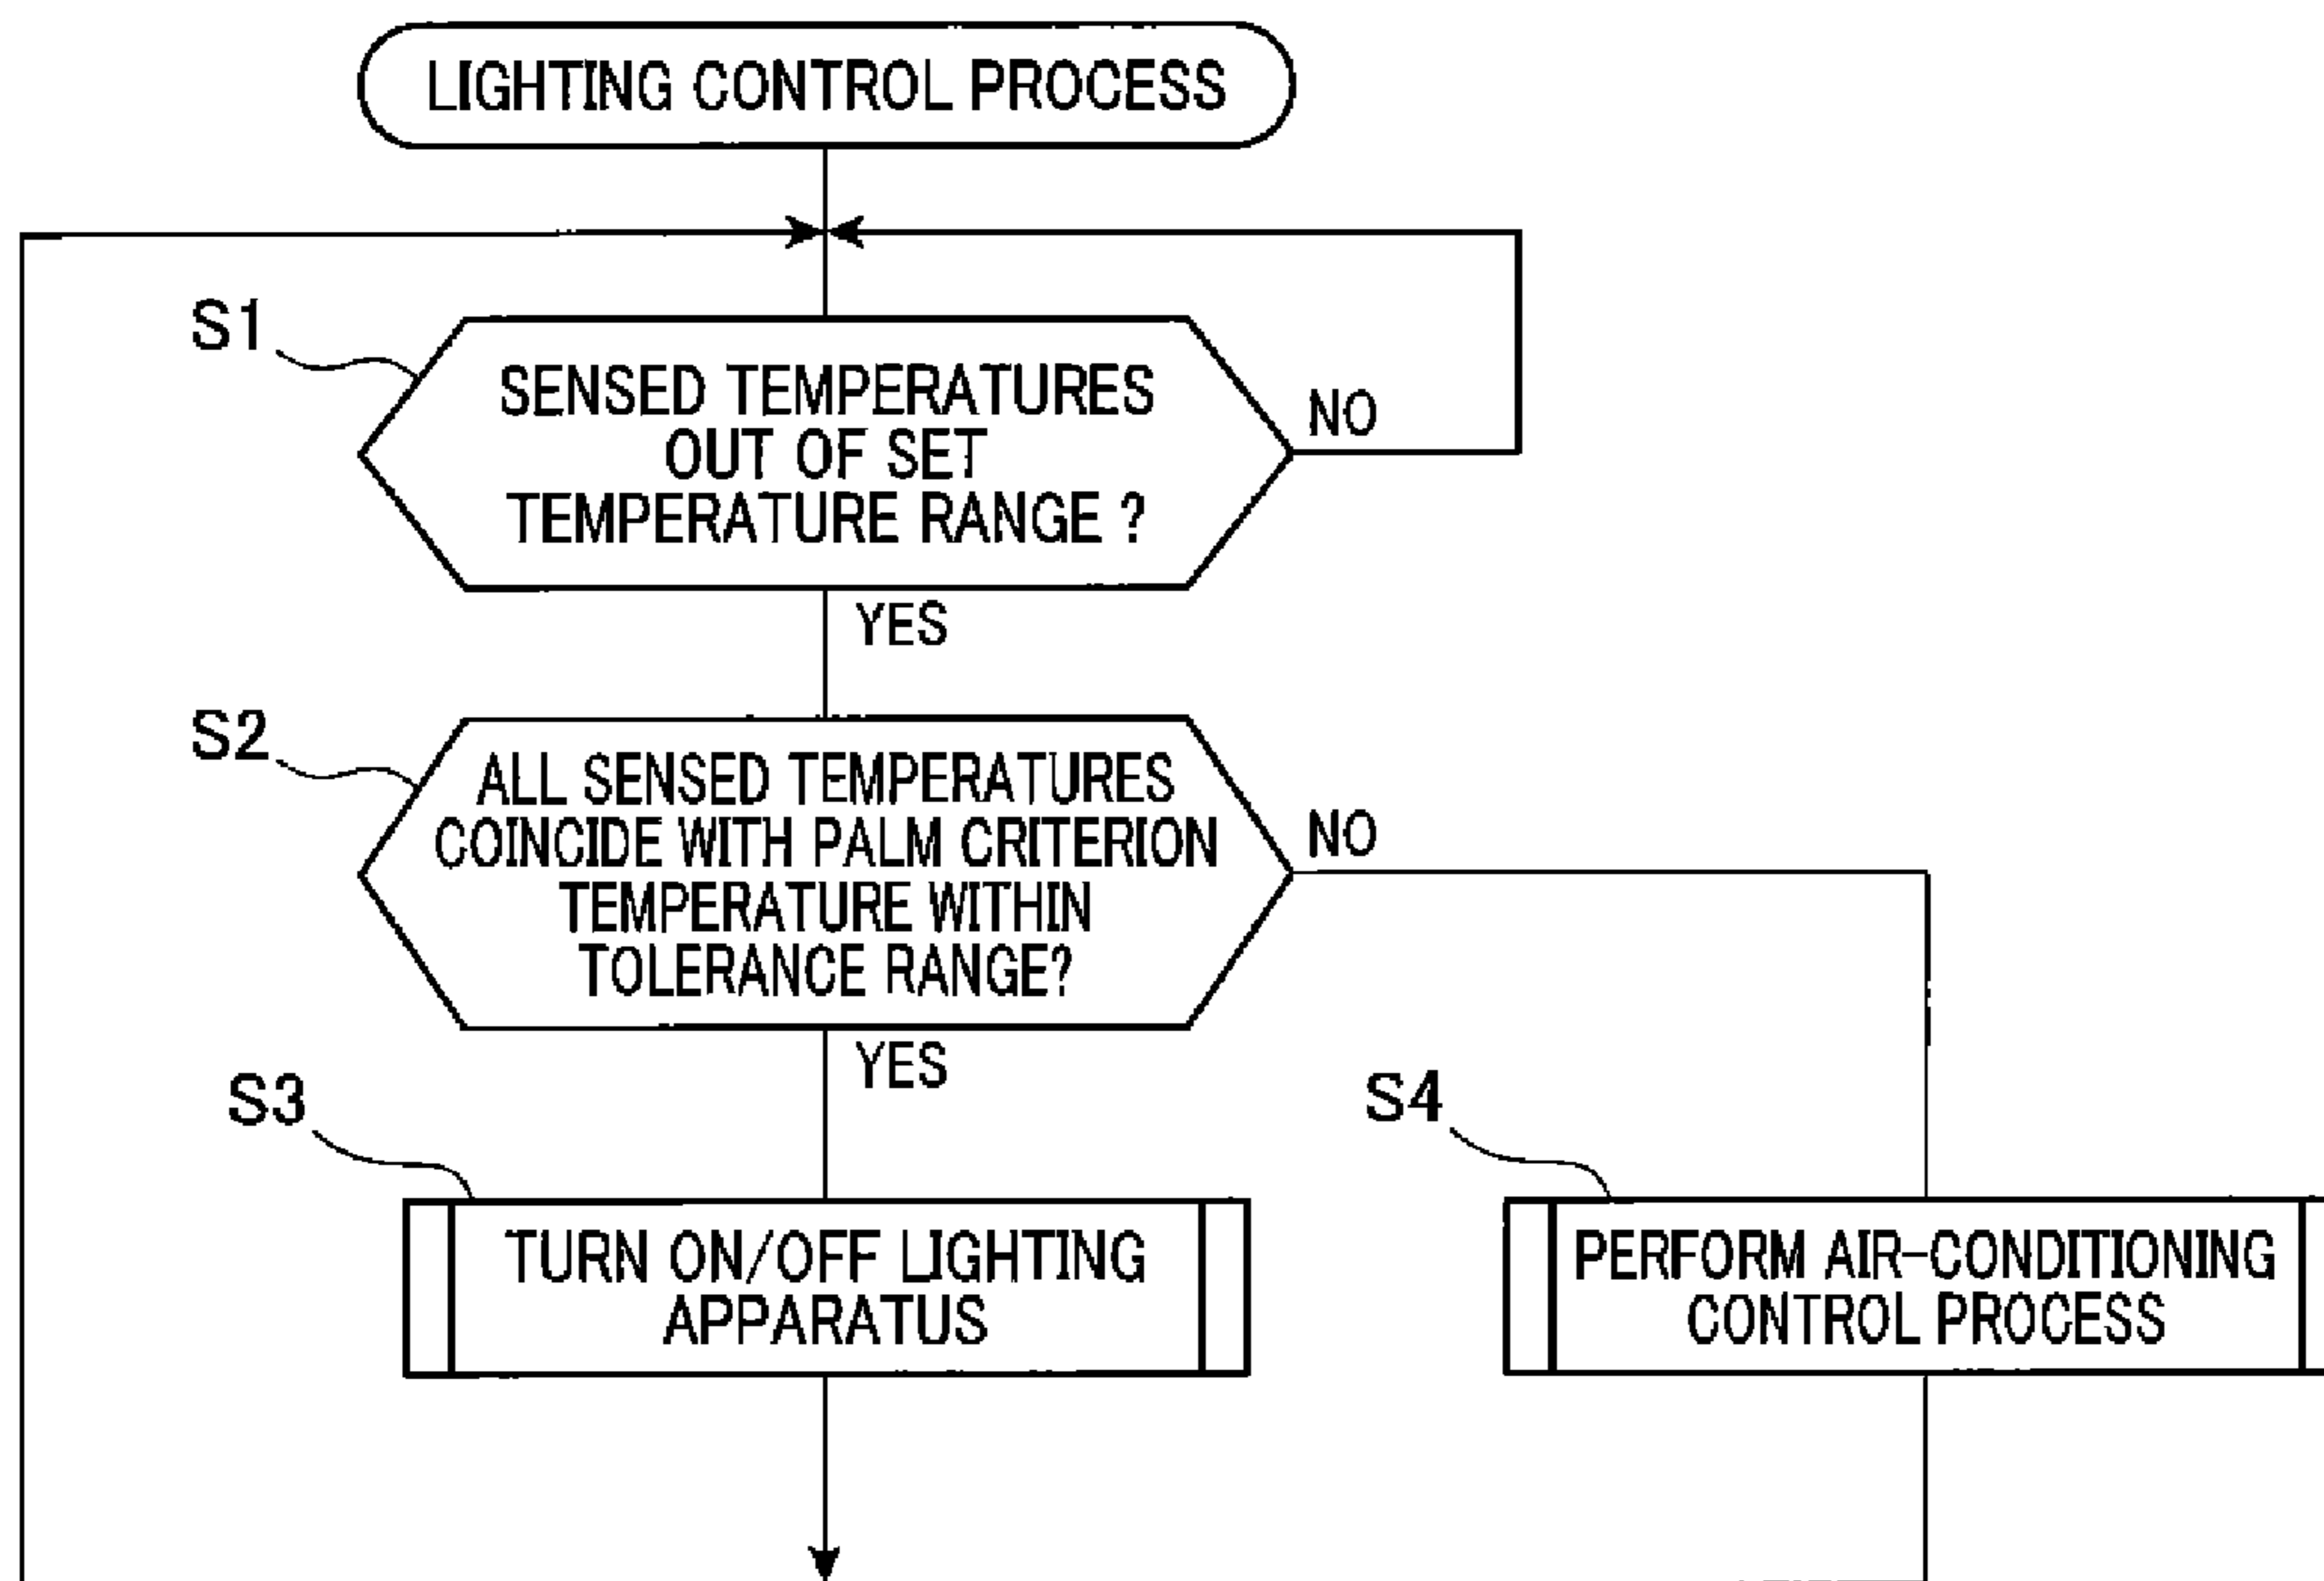 LIGHTING CONTROL PROCESS
S1
SENSED TEMPERATURES
OUT OF SET
TEMPERATURE RANGE ?
NO
YES
S2
ALL SENSED TEMPERATURES
COINCIDE WITH PALM CRITERION
TEMPERATURE WITHIN
TOLERANCE RANGE?
NO
YES
S3
TURN ON/OFF LIGHTING
APPARATUS
S4
PERFORM AIR-CONDITIONING
CONTROL PROCESS